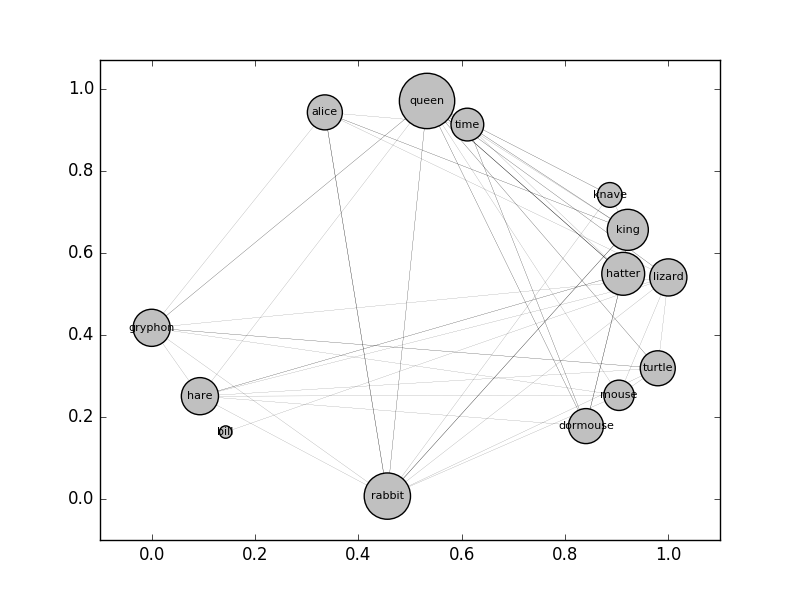 1.0
0.8
0.6
0.4
0.2
0.0
0.0
0.2
0.4
0.6
0.8
1.0
queen
alice
time
knave
king
hatter
lizard
gryphon
turtle
hare
mouse
bill
dormouse
rabbit